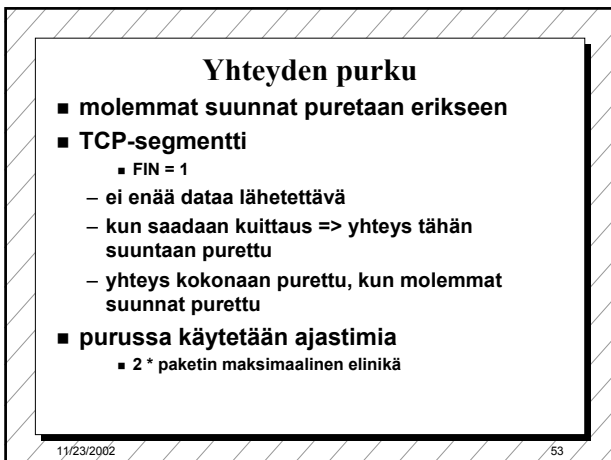 Yhteyden purku
■ molemmat suunnat puretaan erikseen
■ TCP-segmentti
■ FIN = 1
– ei enää dataa lähetettävä
– kun saadaan kuittaus => yhteys tähän
suuntaan purettu
– yhteys kokonaan purettu, kun molemmat
suunnat purettu
■ purussa käytetään ajastimia
■ 2 * paketin maksimaalinen elinikä
11/23/2002 53